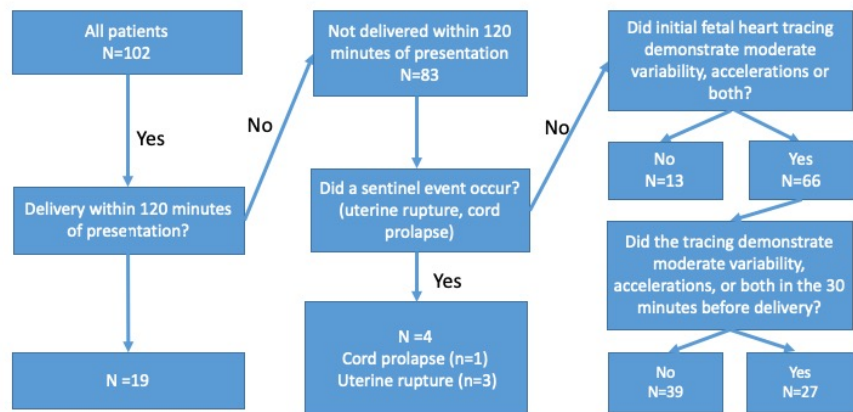 All patients
N=102
Yes
Delivery within 120 minutes
of presentation?
N =19
No
Not delivered within 120
minutes of presentation
N=83
Did a sentinel event occur?
(uterine rupture, cord
prolapse)
Yes
N =4
Cord prolapse (n=1)
Uterine rupture (n=3)
No
Did initial fetal heart tracing
demonstrate moderate
variability, accelerations or
both?
No
N=13
Yes
N=66
Did the tracing demonstrate
moderate variability,
accelerations, or both in the 30
minutes before delivery?
No
N=39
Yes
N=27